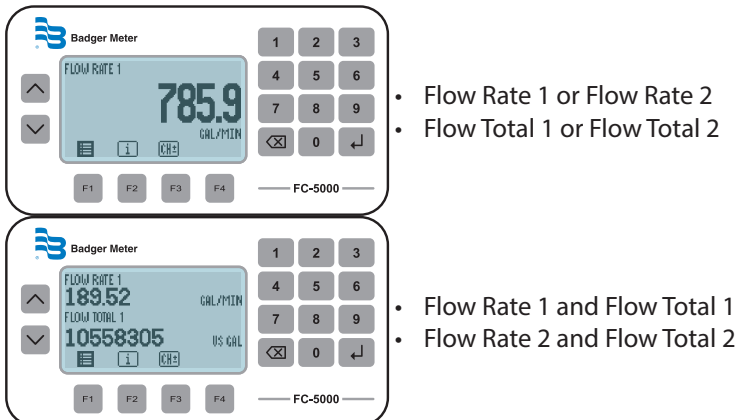 Badger Meter
FLOW RATE 1
785.9
GAL/MIN
i
CH±
F1 F2 F3 F4
1 2 3
4 5 6
7 8 9
0
FC-5000
• Flow Rate 1 or Flow Rate 2
• Flow Total 1 or Flow Total 2
Badger Meter
FLOW RATE 1
189.52 GAL/MIN
FLOW TOTAL 1
10558305 US GAL
i
CH±
F1 F2 F3 F4
1 2 3
4 5 6
7 8 9
0
FC-5000
• Flow Rate 1 and Flow Total 1
• Flow Rate 2 and Flow Total 2